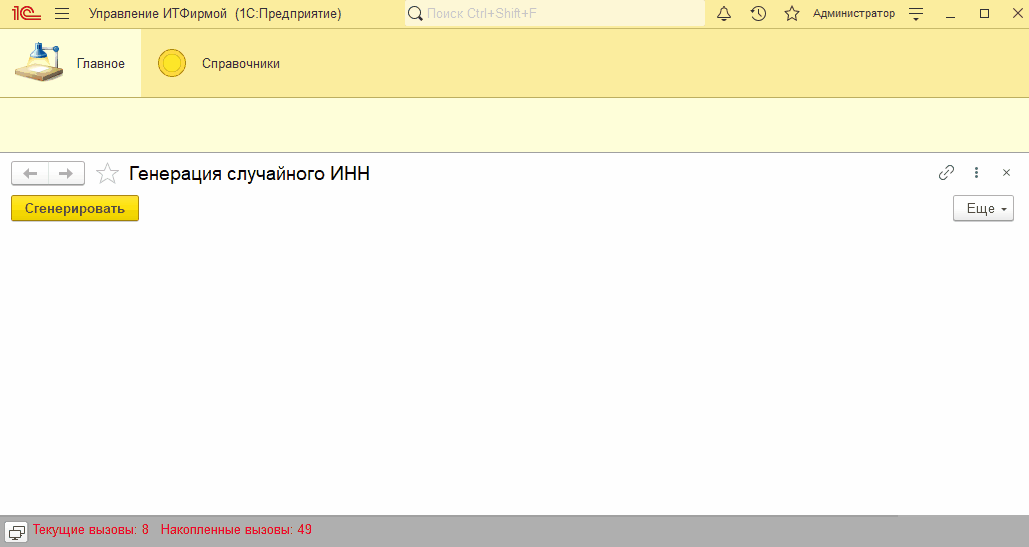 1С Управление ИТФирмой (1С:Предприятие) Поиск Ctrl+Shift+F Администратор
Главное Справочники
Генерация случайного ИНН
Сгенерировать Еще
Текущие вызовы: 8 Накопленные вызовы: 49